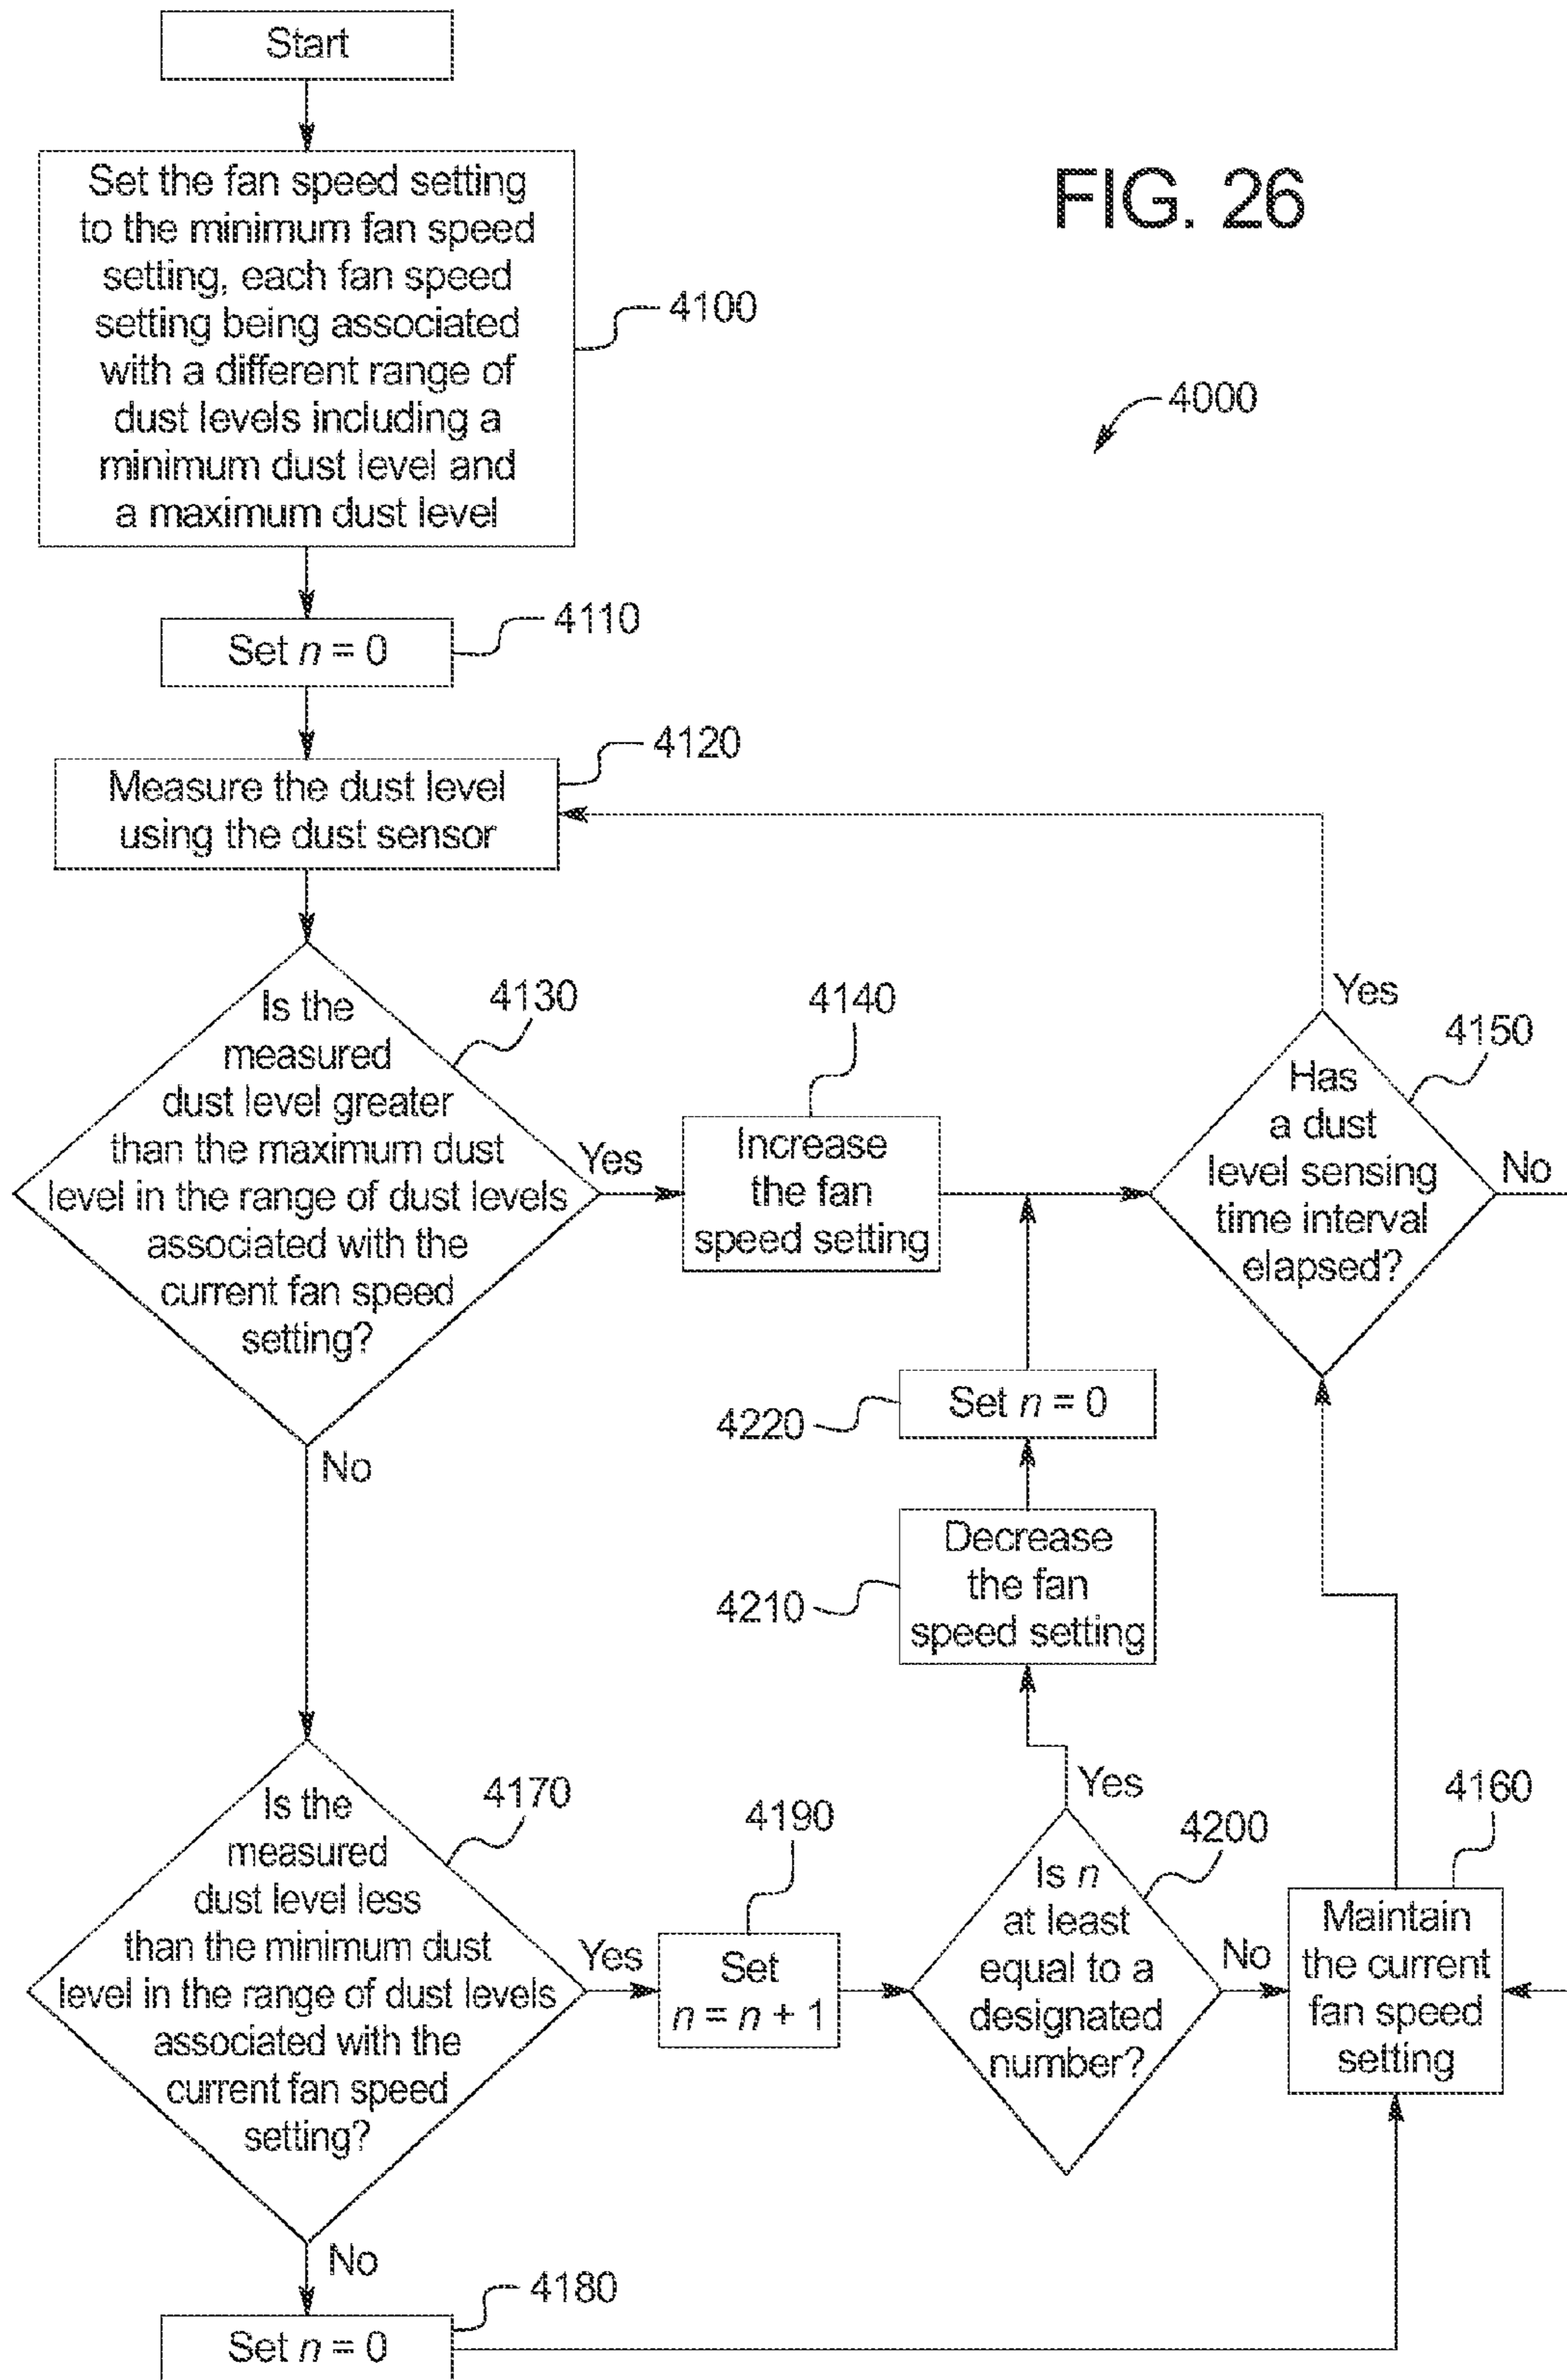 Start
FIG. 26
Set the fan speed setting
to the minimum fan speed
setting, each fan speed
setting being associated
with a different range of
dust levels including a
minimum dust level and
a maximum dust level
4100
4000
Set n = 0
4110
Measure the dust level
using the dust sensor
4120
Is the
measured
dust level greater
than the maximum dust
level in the range of dust levels
associated with the
current fan speed
setting?
4130
Yes
No
Increase
the fan
speed setting
4140
Has
a dust
level sensing
time interval
elapsed?
4150
Yes
No
Set n = 0
4220
Decrease
the fan
speed setting
4210
Is the
measured
dust level less
than the minimum dust
level in the range of dust levels
associated with the
current fan speed
setting?
4170
Yes
No
Set
n = n + 1
4190
Is n
at least
equal to a
designated
number?
4200
Yes
No
Maintain
the current
fan speed
setting
4160
Set n = 0
4180